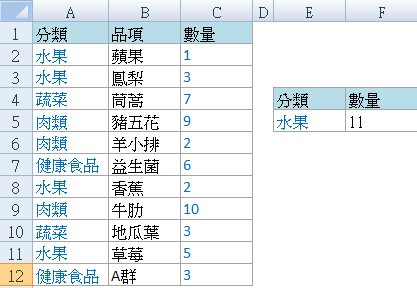 A B C D E F
1 分類 品項 數量
2 水果 蘋果 1
3 水果 鳳梨 3
4 蔬菜 茼蒿 7 分類 數量
5 肉類 豬五花 9 水果 11
6 肉類 羊小排 2
7 健康食品 益生菌 6
8 水果 香蕉 2
9 肉類 牛肋 10
10 蔬菜 地瓜葉 3
11 水果 草莓 5
12 健康食品 A群 3